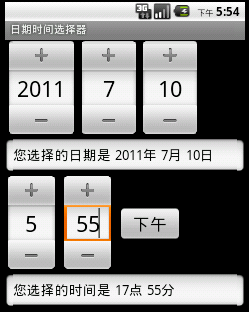 3G 下午 5:54
日期时间选择器
+ + +
2011 7 10
- - -
您选择的日期是 2011年 7月 10日
+ +
5 55 下午
- -
您选择的时间是 17点 55分